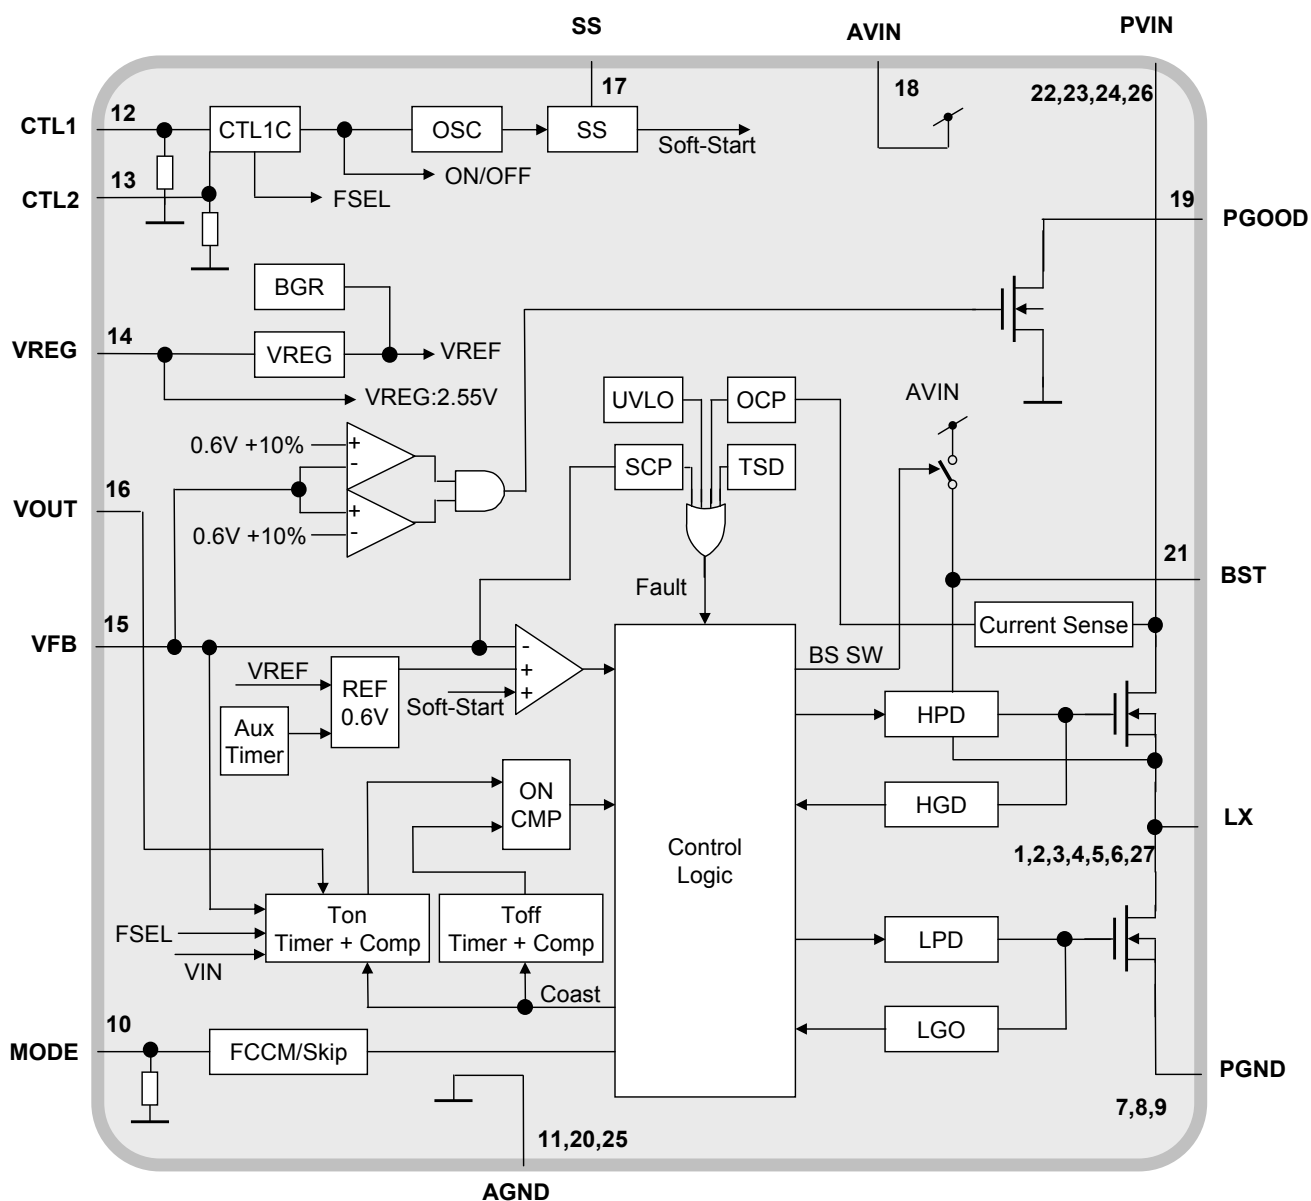 SS
AVIN
PVIN
17
18
22,23,24,26
CTL1
12
CTL1C
OSC
SS
Soft-Start
ON/OFF
CTL2
13
FSEL
19
PGOOD
BGR
VREG
14
VREG
VREF
VREG:2.55V
UVLO
OCP
AVIN
0.6V +10%
SCP
TSD
VOUT
16
0.6V +10%
21
BST
Fault
VFB
15
Current Sense
BS SW
VREF
REF
0.6V
Soft-Start
Aux
Timer
HPD
ON
CMP
HGD
LX
Control
Logic
1,2,3,4,5,6,27
Ton
Timer + Comp
Toff
Timer + Comp
FSEL
VIN
LPD
Coast
MODE
10
FCCM/Skip
LGO
PGND
7,8,9
11,20,25
AGND